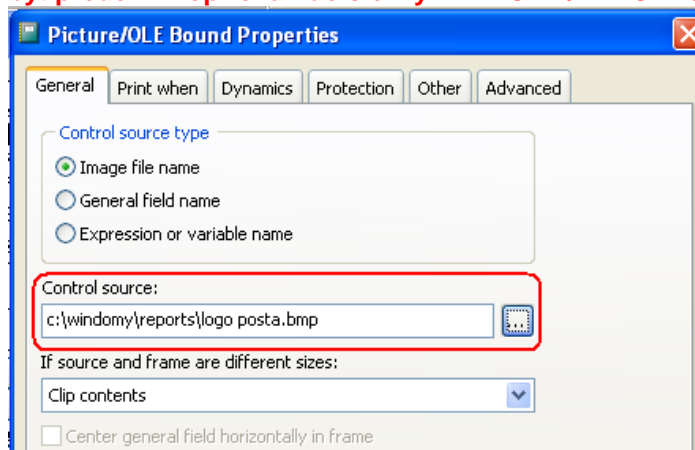 Picture/OLE Bound Properties
General Print when Dynamics Protection Other Advanced
Control source type
Image file name
General field name
Expression or variable name
Control source:
c:\windomy\reports\logo posta.bmp
...
If source and frame are different sizes:
Clip contents
Center general field horizontally in frame